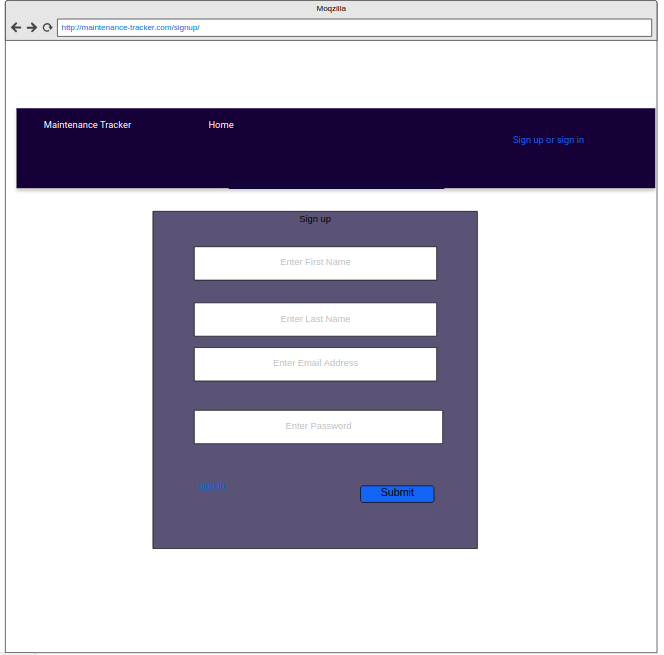 Moqzilla
http://maintenance-tracker.com/signup/
Maintenance Tracker
Home
Sign up or sign in
Sign up
Enter First Name
Enter Last Name
Enter Email Address
Enter Password
Sign in
Submit